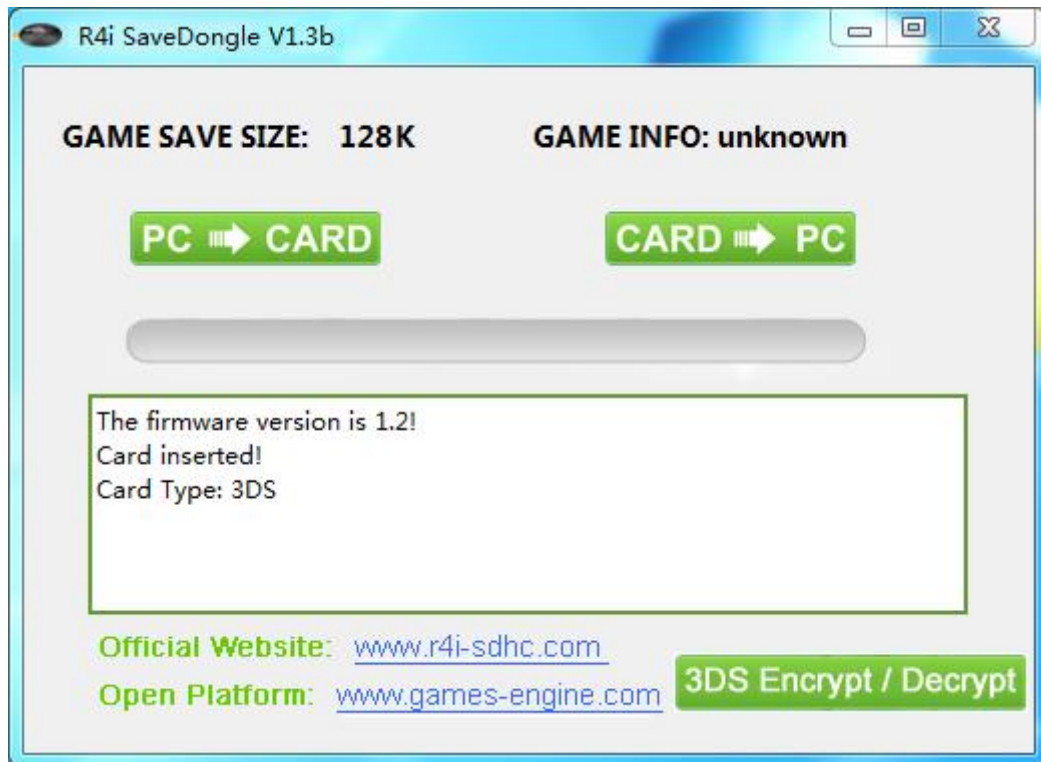 R4i SaveDongle V1.3b
GAME SAVE SIZE: 128K
GAME INFO: unknown
PC CARD
CARD PC
The firmware version is 1.2!
Card inserted!
Card Type: 3DS
Official Website: www.r4i-sdhc.com
Open Platform: www.games-engine.com
3DS Encrypt / Decrypt